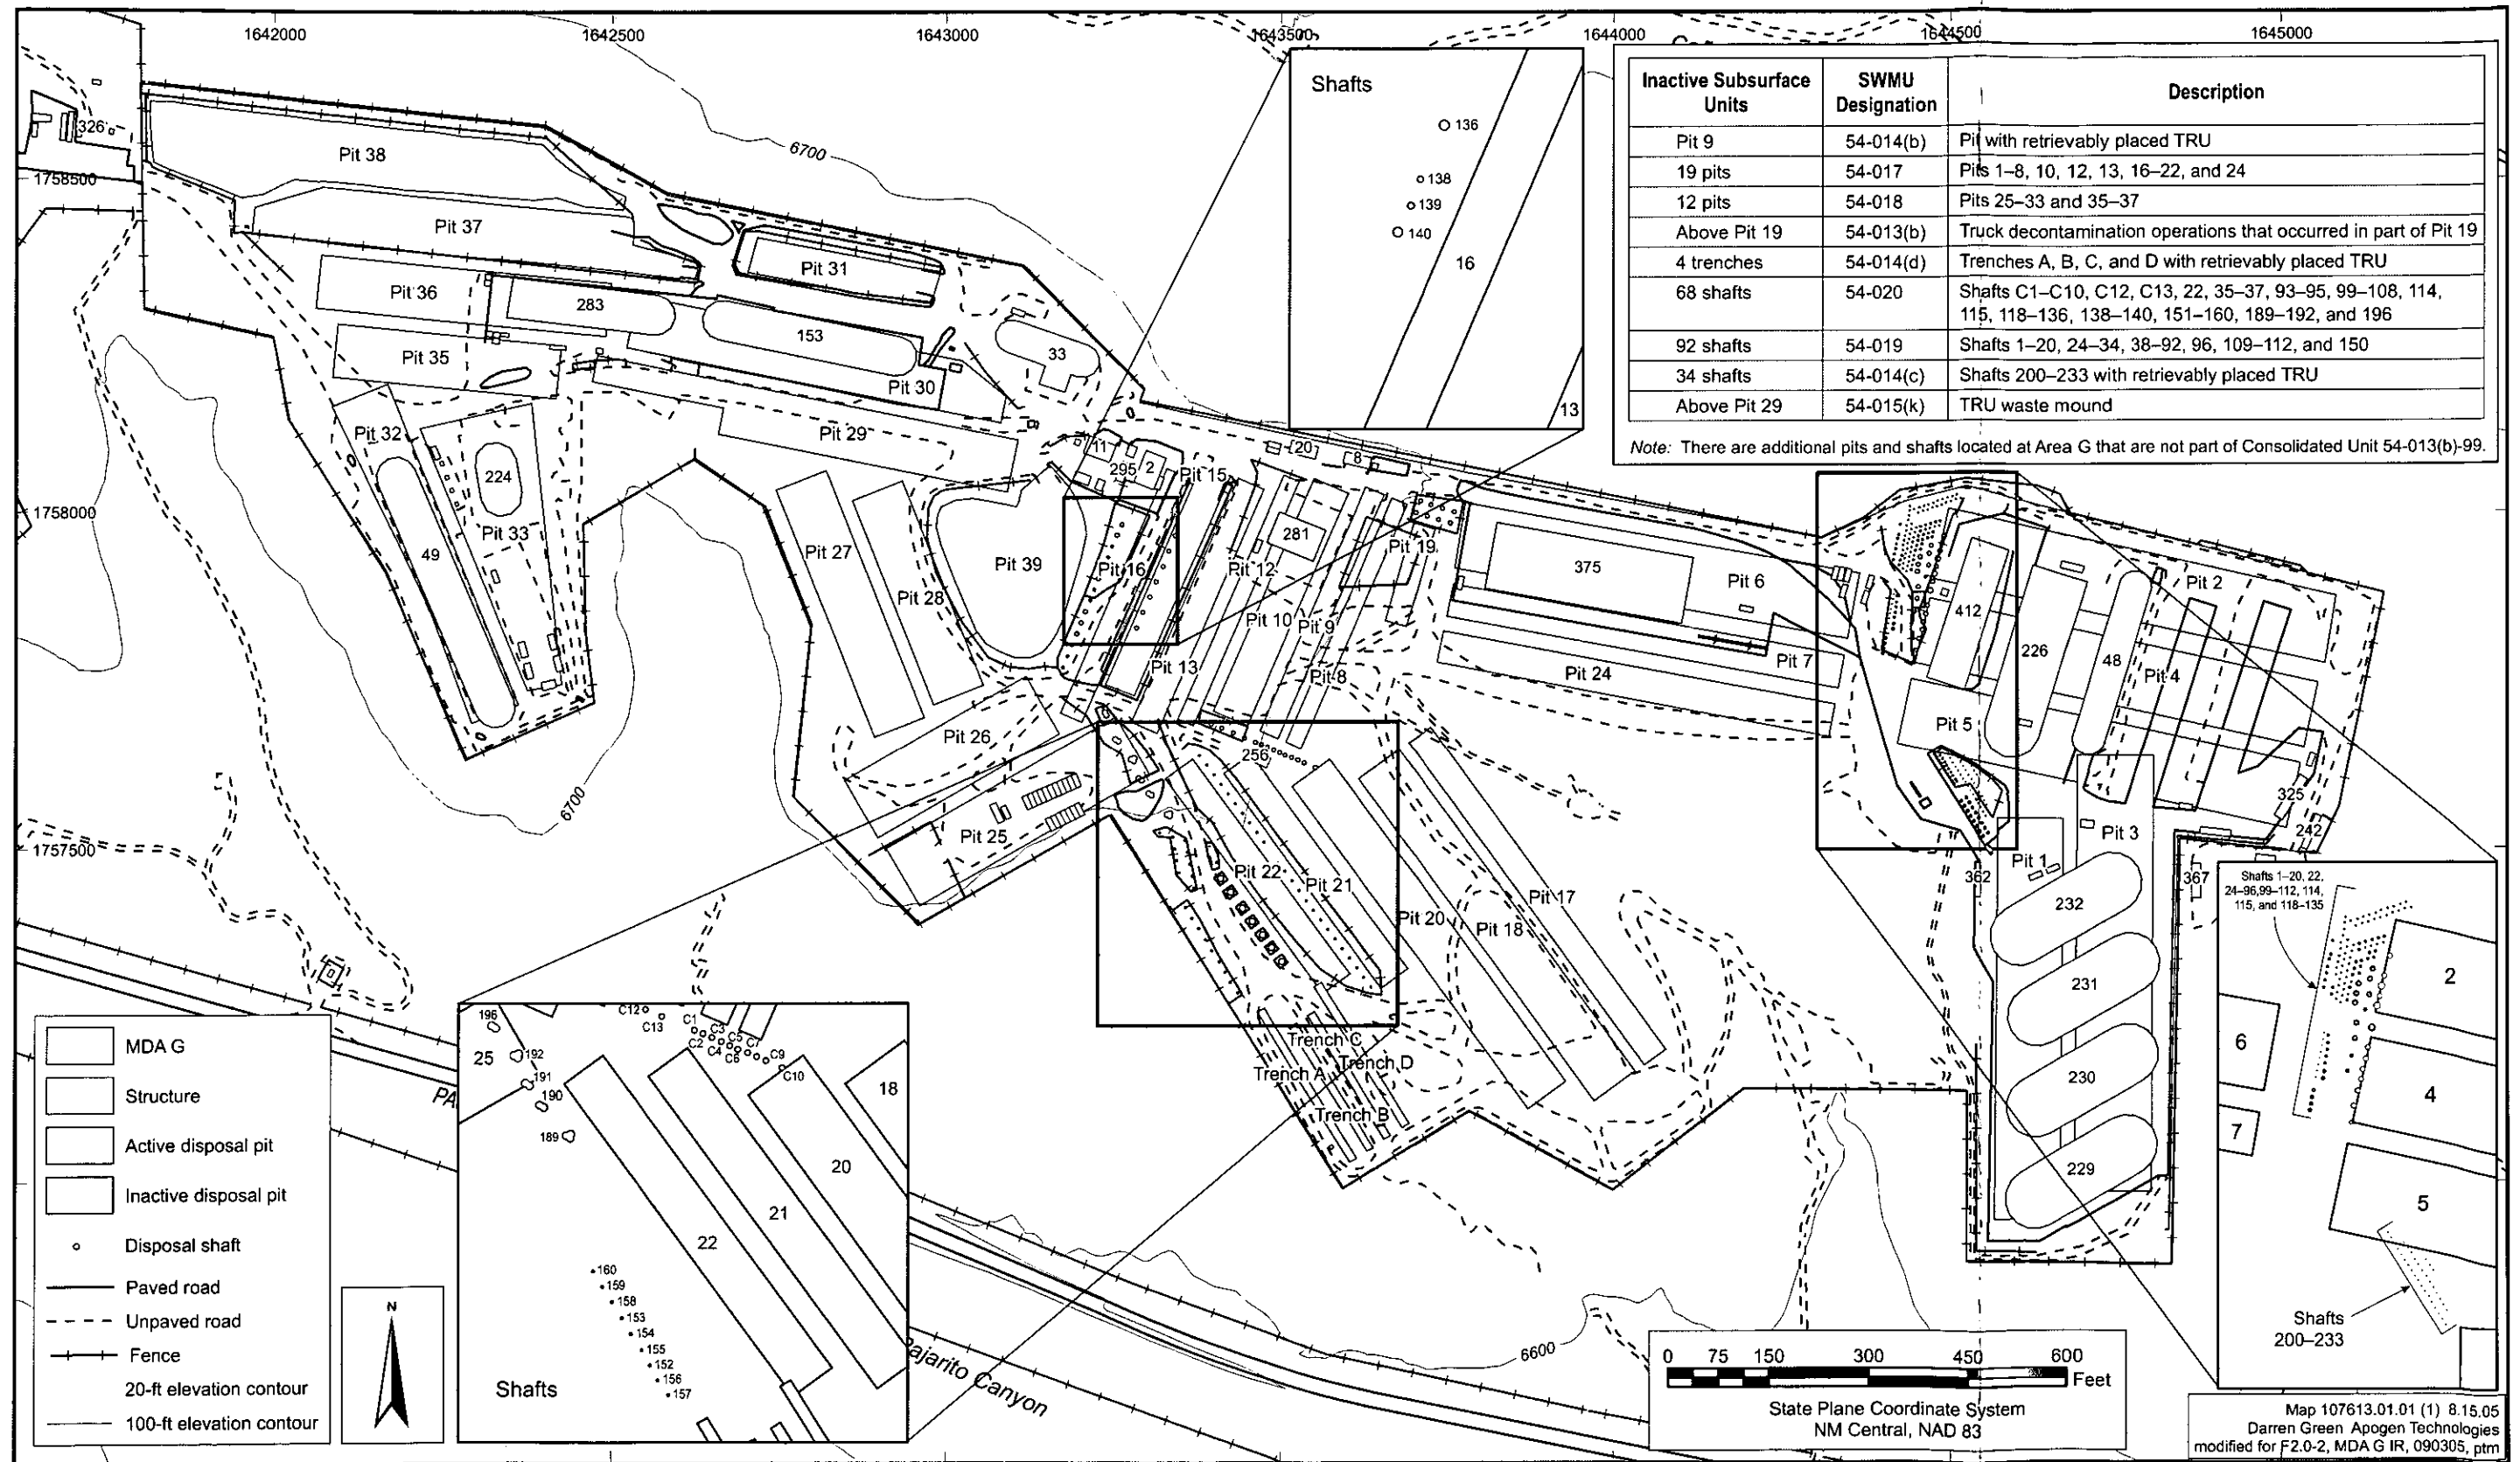 1642000
1642500
1643000
1643500
1644000
1644500
1645000
1758500
1758000
1757500
Inactive Subsurface Units
SWMU Designation
Description
Pit 9 54-014(b) Pit with retrievably placed TRU
19 pits 54-017 Pits 1–8, 10, 12, 13, 16–22, and 24
12 pits 54-018 Pits 25–33 and 35–37
Above Pit 19 54-013(b) Truck decontamination operations that occurred in part of Pit 19
4 trenches 54-014(d) Trenches A, B, C, and D with retrievably placed TRU
68 shafts 54-020 Shafts C1–C10, C12, C13, 22, 35–37, 93–95, 99–108, 114,
115, 118–136, 138–140, 151–160, 189–192, and 196
92 shafts 54-019 Shafts 1–20, 24–34, 38–92, 96, 109–112, and 150
34 shafts 54-014(c) Shafts 200–233 with retrievably placed TRU
Above Pit 29 54-015(k) TRU waste mound
Note: There are additional pits and shafts located at Area G that are not part of Consolidated Unit 54-013(b)-99.
Shafts
136
138
139
140
16
13
326
Pit 38
6700
Pit 37
Pit 31
Pit 36
283
153
33
Pit 35
Pit 30
Pit 32
Pit 29
224
Pit 33
49
11
295
2
Pit 15
20
8
Pit 27
Pit 28
Pit 39
Pit 16
Pit 12
281
Pit 19
Pit 10
Pit 9
Pit 13
Pit 8
375
Pit 6
Pit 7
Pit 24
412
226
48
Pit 2
Pit 4
Pit 5
Pit 26
256
Pit 25
6700
Pit 22
Pit 21
Pit 20
Pit 18
Pit 17
Pit 3
Pit 1
325
242
362
367
232
231
230
229
Trench C
Trench D
Trench A
Trench B
Shafts 1–20, 22,
24–96,99–112, 114,
115, and 118–135
2
6
4
7
5
Shafts
200–233
196
25
192
191
190
189
C12
C13
C1
C2
C3
C4
C5
C6
C7
C9
C10
18
20
21
22
160
159
158
153
154
155
152
156
157
Shafts
PA
Pajarito Canyon
6600
MDA G
Structure
Active disposal pit
Inactive disposal pit
Disposal shaft
Paved road
Unpaved road
Fence
20-ft elevation contour
100-ft elevation contour
N
0 75 150 300 450 600
Feet
State Plane Coordinate System
NM Central, NAD 83
Map 107613.01.01 (1) 8.15.05
Darren Green Apogen Technologies
modified for F2.0-2, MDA G IR, 090305, ptm